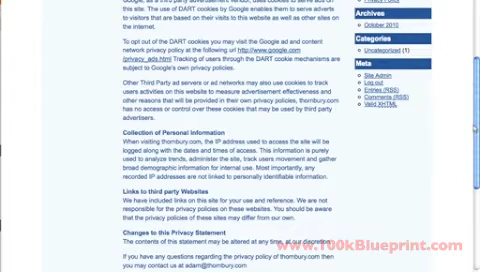 Google, as a third party advertisement vendor, uses cookies to serve ads on
this site. The use of DART cookies by Google enables them to serve adverts
to visitors that are based on their visits to this website as well as other sites on
the internet.
To opt out of the DART cookies you may visit the Google ad and content
network privacy policy at the following url http://www.google.com
/privacy_ads.html Tracking of users through the DART cookie mechanisms are
subject to Google's own privacy policies.
Other Third Party ad servers or ad networks may also use cookies to track
users activities on this website to measure advertisement effectiveness and
other reasons that will be provided in their own privacy policies, thornbury.com
has no access or control over these cookies that may be used by third party
advertisers.
Collection of Personal Information
When visiting thornbury.com, the IP address used to access the site will be
logged along with the dates and times of access. This information is purely
used to analyze trends, administer the site, track users movement and gather
broad demographic information for internal use. Most importantly, any
recorded IP addresses are not linked to personally identifiable information.
Links to third party Websites
We have included links on this site for your use and reference. We are not
responsible for the privacy policies on these websites. You should be aware
that the privacy policies of these sites may differ from our own.
Changes to this Privacy Statement
The contents of this statement may be altered at any time, at our discretion.
If you have any questions regarding the privacy policy of thornbury.com then
you may contact us at adam@thornbury.com
Archives
October 2010
Categories
Uncategorized (1)
Meta
Site Admin
Log out
Entries (RSS)
Comments (RSS)
Valid XHTML
www.100kBlueprint.com